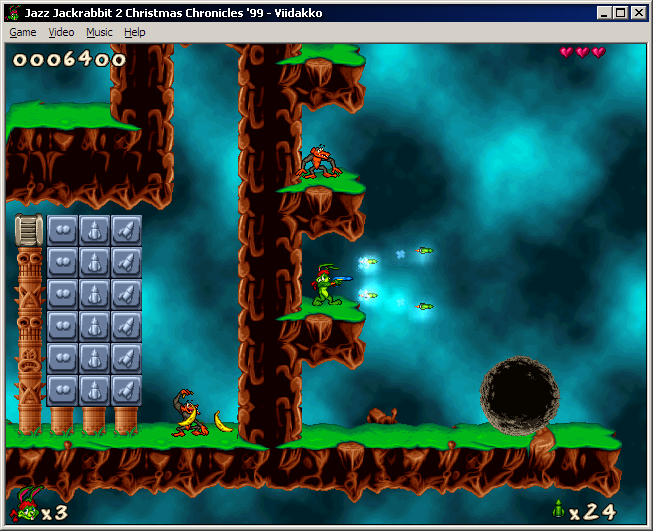 Jazz Jackrabbit 2 Christmas Chronicles '99 - Viidakko
Game Video Music Help
0006400
x3
x24